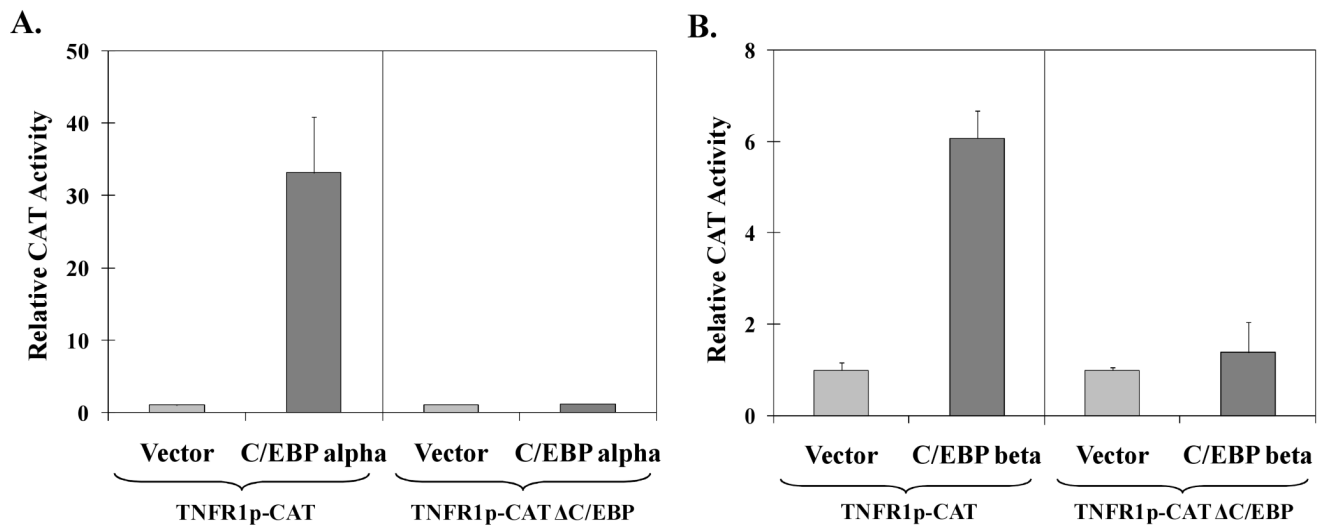 A.
Relative CAT Activity
50
40
30
20
10
0
Vector C/EBP alpha Vector C/EBP alpha
TNFR1p-CAT TNFR1p-CAT ΔC/EBP
B.
Relative CAT Activity
8
6
4
2
0
Vector C/EBP beta Vector C/EBP beta
TNFR1p-CAT TNFR1p-CAT ΔC/EBP